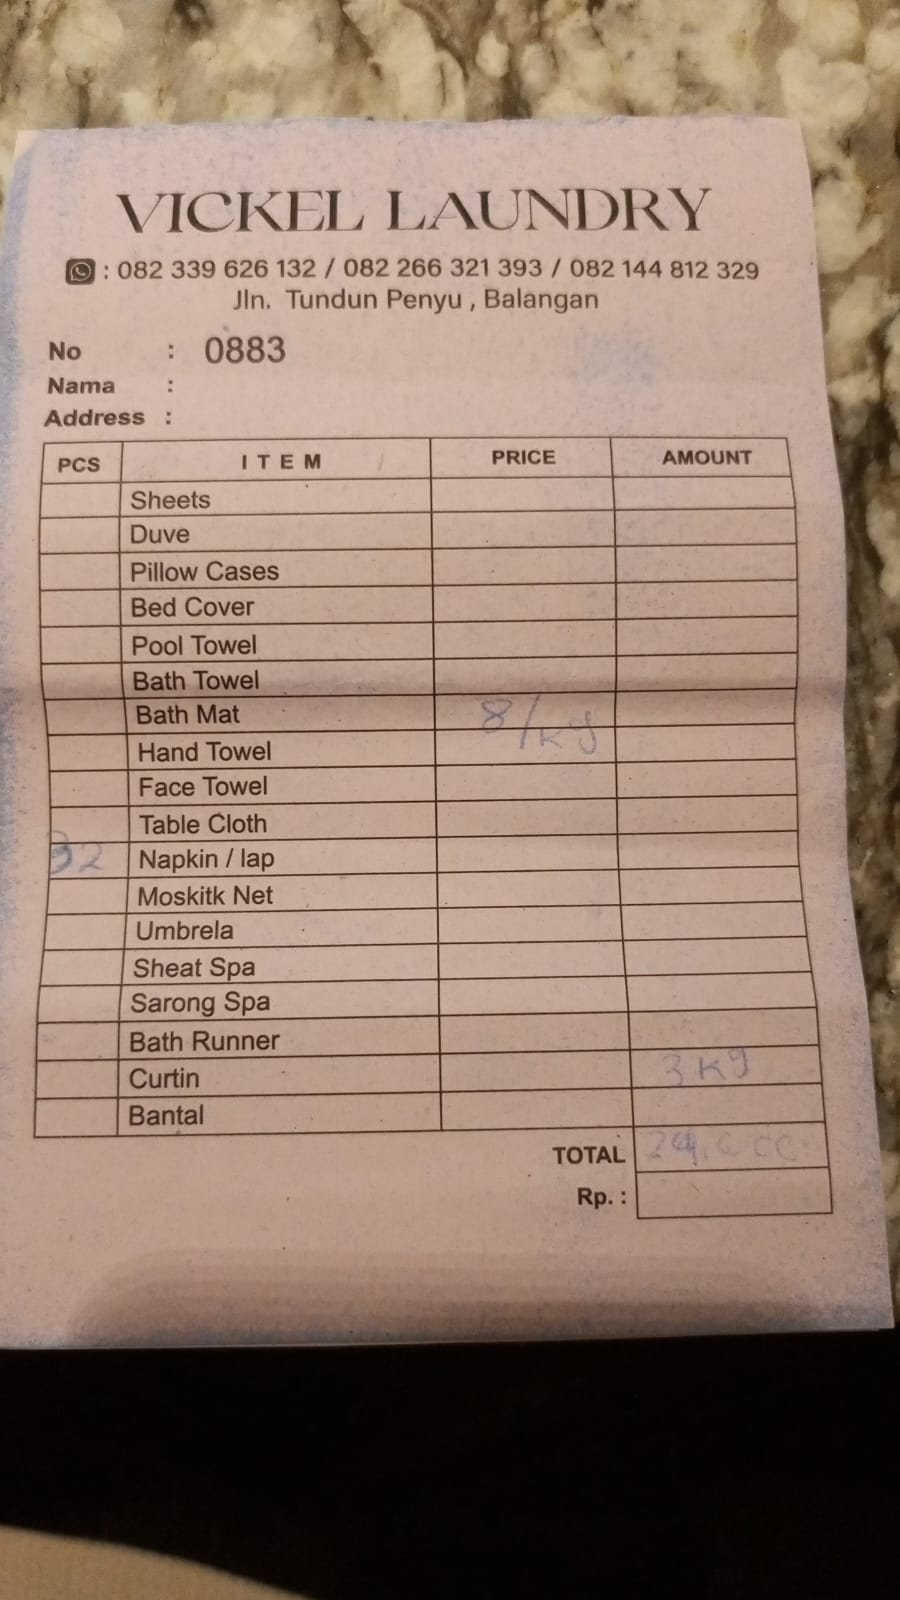 VICKEL LAUNDRY
: 082 339 626 132 / 082 266 321 393 / 082 144 812 329
Jln. Tundun Penyu , Balangan
No : 0883
Nama :
Address :
PCS ITEM PRICE AMOUNT
Sheets
Duve
Pillow Cases
Bed Cover
Pool Towel
Bath Towel
Bath Mat 8/kg
Hand Towel
Face Towel
Table Cloth
32 Napkin / lap
Moskitk Net
Umbrela
Sheat Spa
Sarong Spa
Bath Runner
Curtin 3 kg
Bantal
TOTAL 24.000
Rp. :